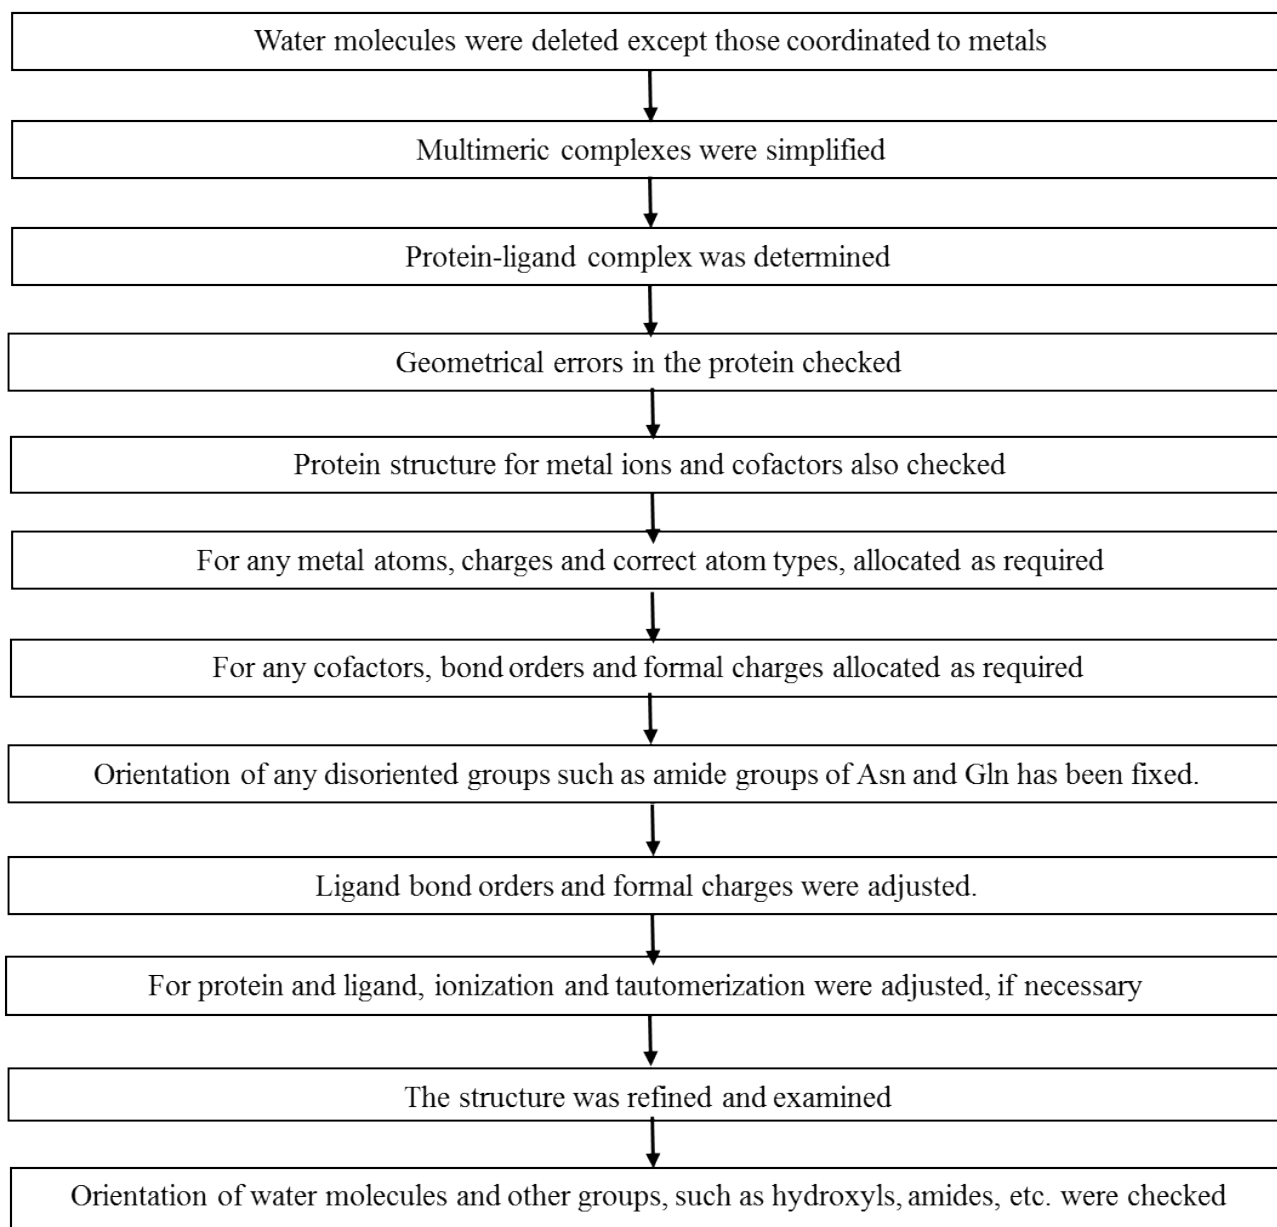 Water molecules were deleted except those coordinated to metals
Multimeric complexes were simplified
Protein-ligand complex was determined
Geometrical errors in the protein checked
Protein structure for metal ions and cofactors also checked
For any metal atoms, charges and correct atom types, allocated as required
For any cofactors, bond orders and formal charges allocated as required
Orientation of any disoriented groups such as amide groups of Asn and Gln has been fixed.
Ligand bond orders and formal charges were adjusted.
For protein and ligand, ionization and tautomerization were adjusted, if necessary
The structure was refined and examined
Orientation of water molecules and other groups, such as hydroxyls, amides, etc. were checked